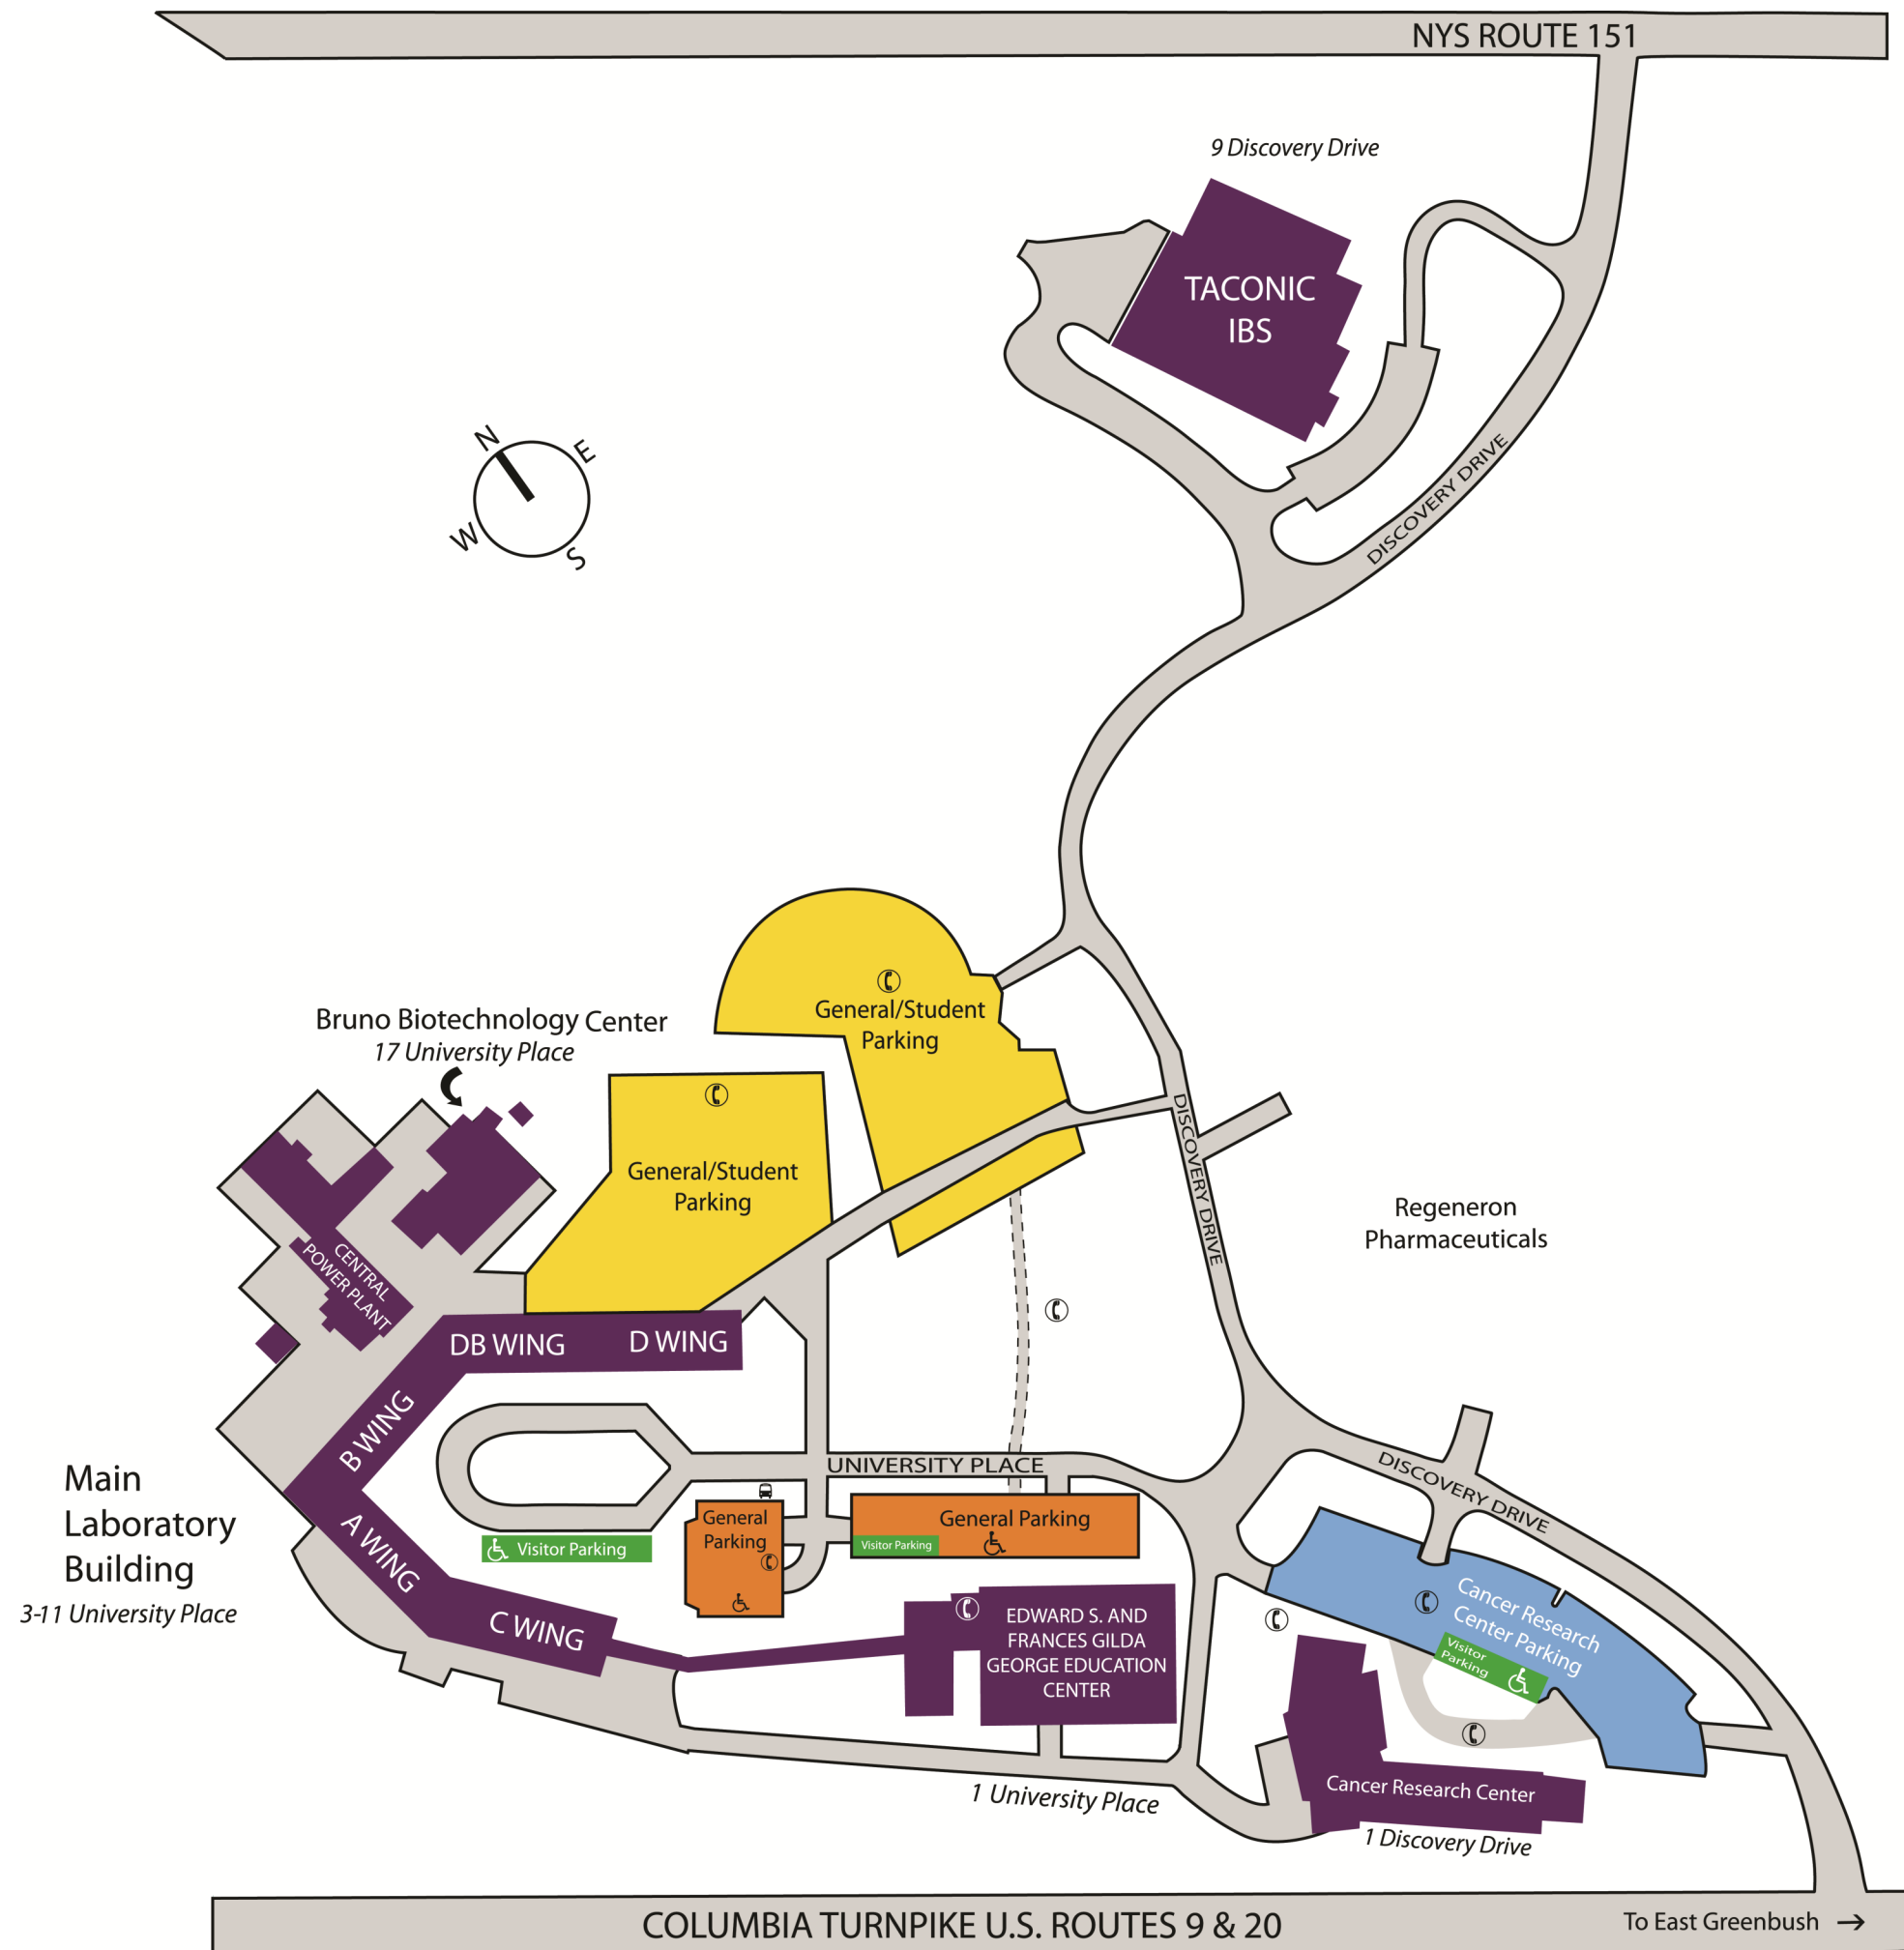 NYS ROUTE 151
9 Discovery Drive
TACONIC
IBS
N
E
W
S
DISCOVERY DRIVE
General/Student
Parking
Bruno Biotechnology Center
17 University Place
General/Student
Parking
DISCOVERY DRIVE
Regeneron
Pharmaceuticals
CENTRAL
POWER PLANT
DB WING
D WING
B WING
UNIVERSITY PLACE
DISCOVERY DRIVE
Main
Laboratory
Building
3-11 University Place
A WING
Visitor Parking
General
Parking
General Parking
Visitor Parking
C WING
EDWARD S. AND
FRANCES GILDA
GEORGE EDUCATION
CENTER
Cancer Research
Center Parking
Visitor
Parking
1 University Place
Cancer Research Center
1 Discovery Drive
COLUMBIA TURNPIKE U.S. ROUTES 9 & 20
To East Greenbush →